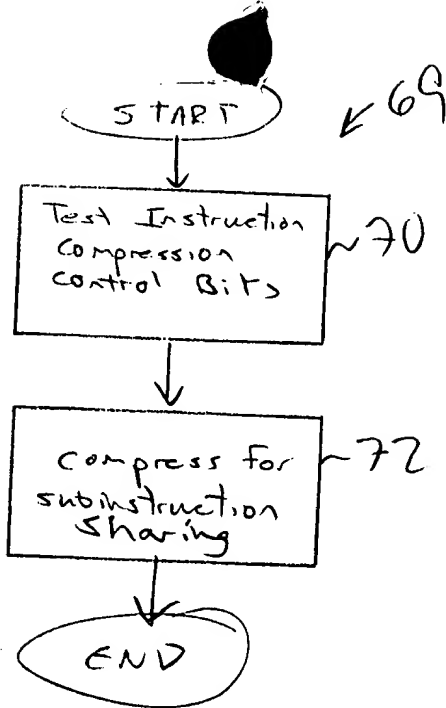 START
69
Test Instruction
Compression
Control Bits
70
Compress for
subinstruction
Sharing
72
END